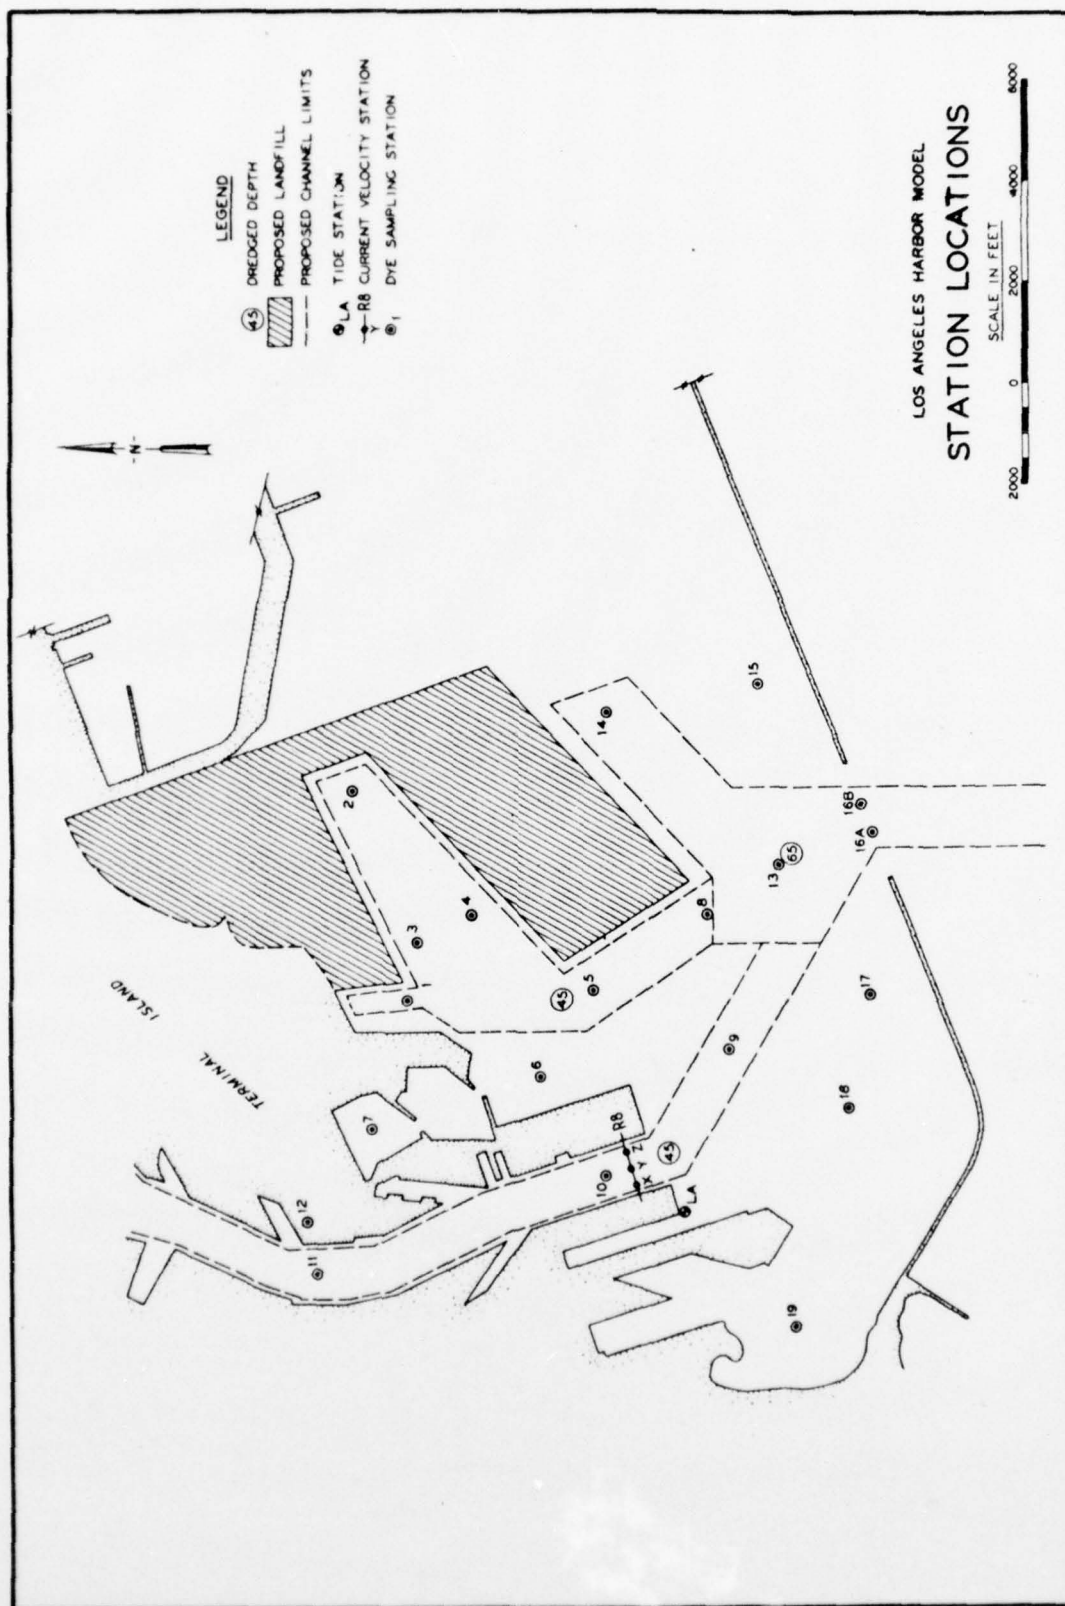 LEGEND
45 DREDGED DEPTH
PROPOSED LANDFILL
PROPOSED CHANNEL LIMITS
LA TIDE STATION
R8 CURRENT VELOCITY STATION
Y
1 DYE SAMPLING STATION
-N-
TERMINAL
ISLAND
2
3
4
5
45
6
7
8
9
10
11
12
R8
X Y Z
45
LA
13
65
14
15
16A
16B
17
18
19
LOS ANGELES HARBOR MODEL
STATION LOCATIONS
SCALE IN FEET
2000 0 2000 4000 6000